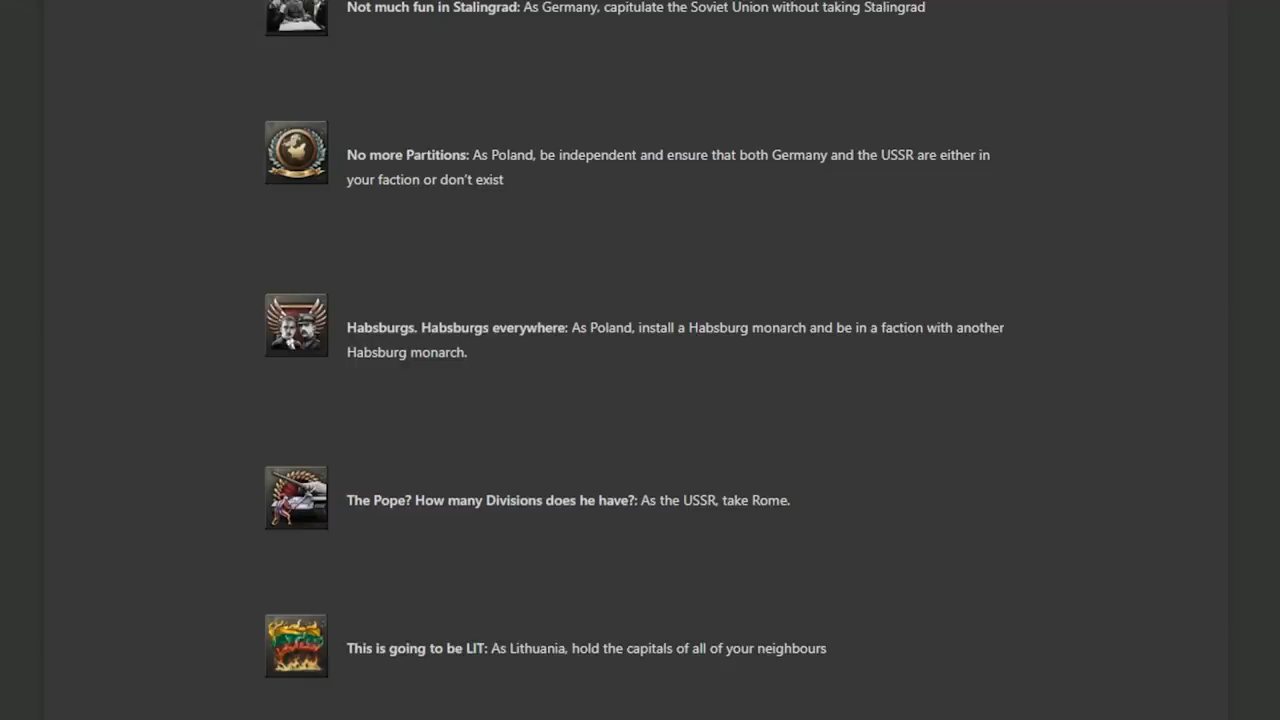 Not much fun in Stalingrad: As Germany, capitulate the Soviet Union without taking Stalingrad
No more Partitions: As Poland, be independent and ensure that both Germany and the USSR are either in
your faction or don't exist
Habsburgs. Habsburgs everywhere: As Poland, install a Habsburg monarch and be in a faction with another
Habsburg monarch.
The Pope? How many Divisions does he have?: As the USSR, take Rome.
This is going to be LIT: As Lithuania, hold the capitals of all of your neighbours